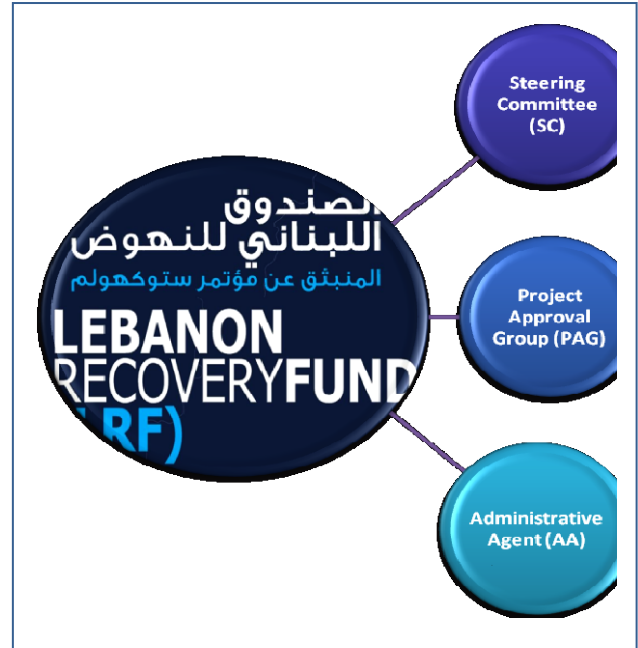 الصندوق
اللبناني للنهوض
المنبثق عن مؤتمر ستوكهولم
LEBANON
RECOVERYFUND
LRF)
Steering
Committee
(SC)
Project
Approval
Group (PAG)
Administrative
Agent (AA)